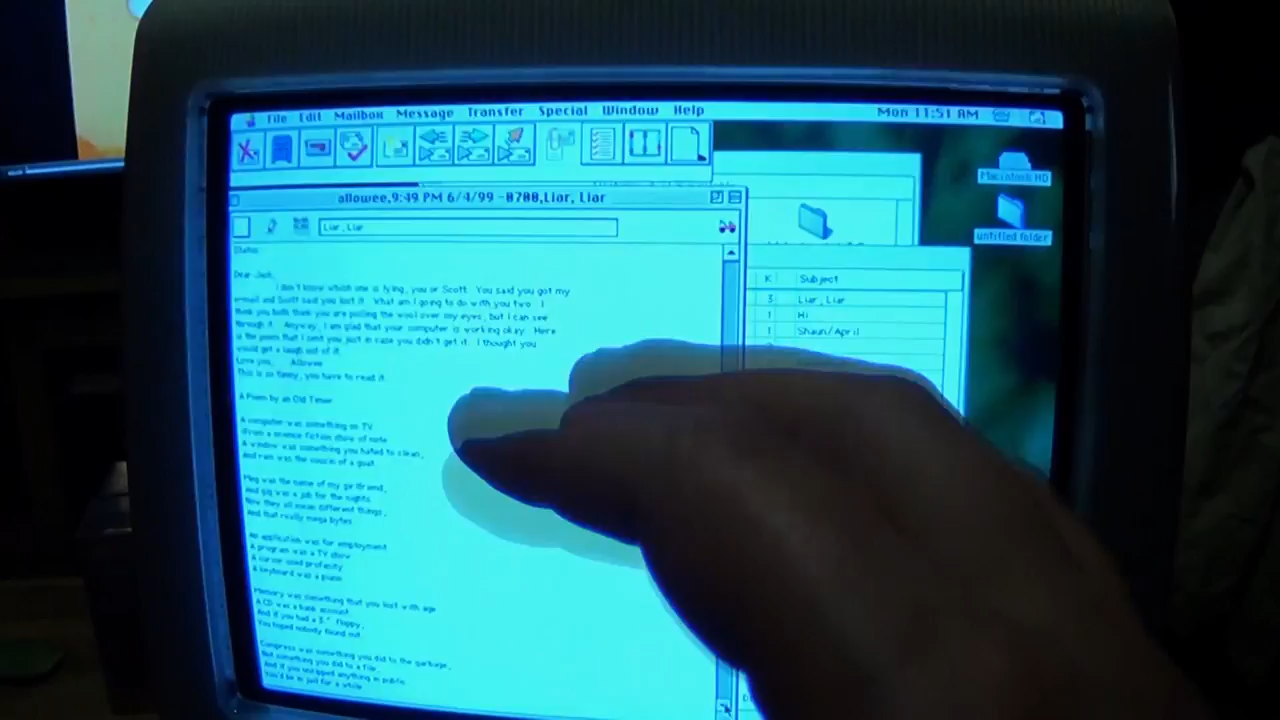 File Edit Mailbox Message Transfer Special Window Help
Mon 11:51 AM
Macintosh HD
untitled folder
allowee,9:49 PM 6/4/99 -0700,Liar, Liar
Liar, Liar
Status:
K Subject
3 Liar, Liar
1 Hi
1 Shaun/April
Dear Jack,
I don't know which one is lying, you or Scott. You said you got my
e-mail and Scott said you lost it. What am I going to do with you two. I
think you both think you are pulling the wool over my eyes, but I can see
through it. Anyway, I am glad that your computer is working okay. Here
is the poem that I sent you just in case you didn't get it. I thought you
would get a laugh out of it.
Love you, Allowee
This is so funny, you have to read it.
A Poem by an Old Timer
A computer was something on TV
From a science fiction show of note
A window was something you hated to clean,
And ram was the cousin of a goat.
Meg was the name of my girlfriend,
And gig was a job for the nights.
Now they all mean different things,
And that really mega bytes.
An application was for employment
A program was a TV show
A cursor used profanity
A keyboard was a piano
Memory was something that you lost with age
A CD was a bank account
And if you had a 3" floppy,
You hoped nobody found out.
Compress was something you did to the garbage,
Not something you did to a file,
And if you unzipped anything in public
You'd be in jail for a while